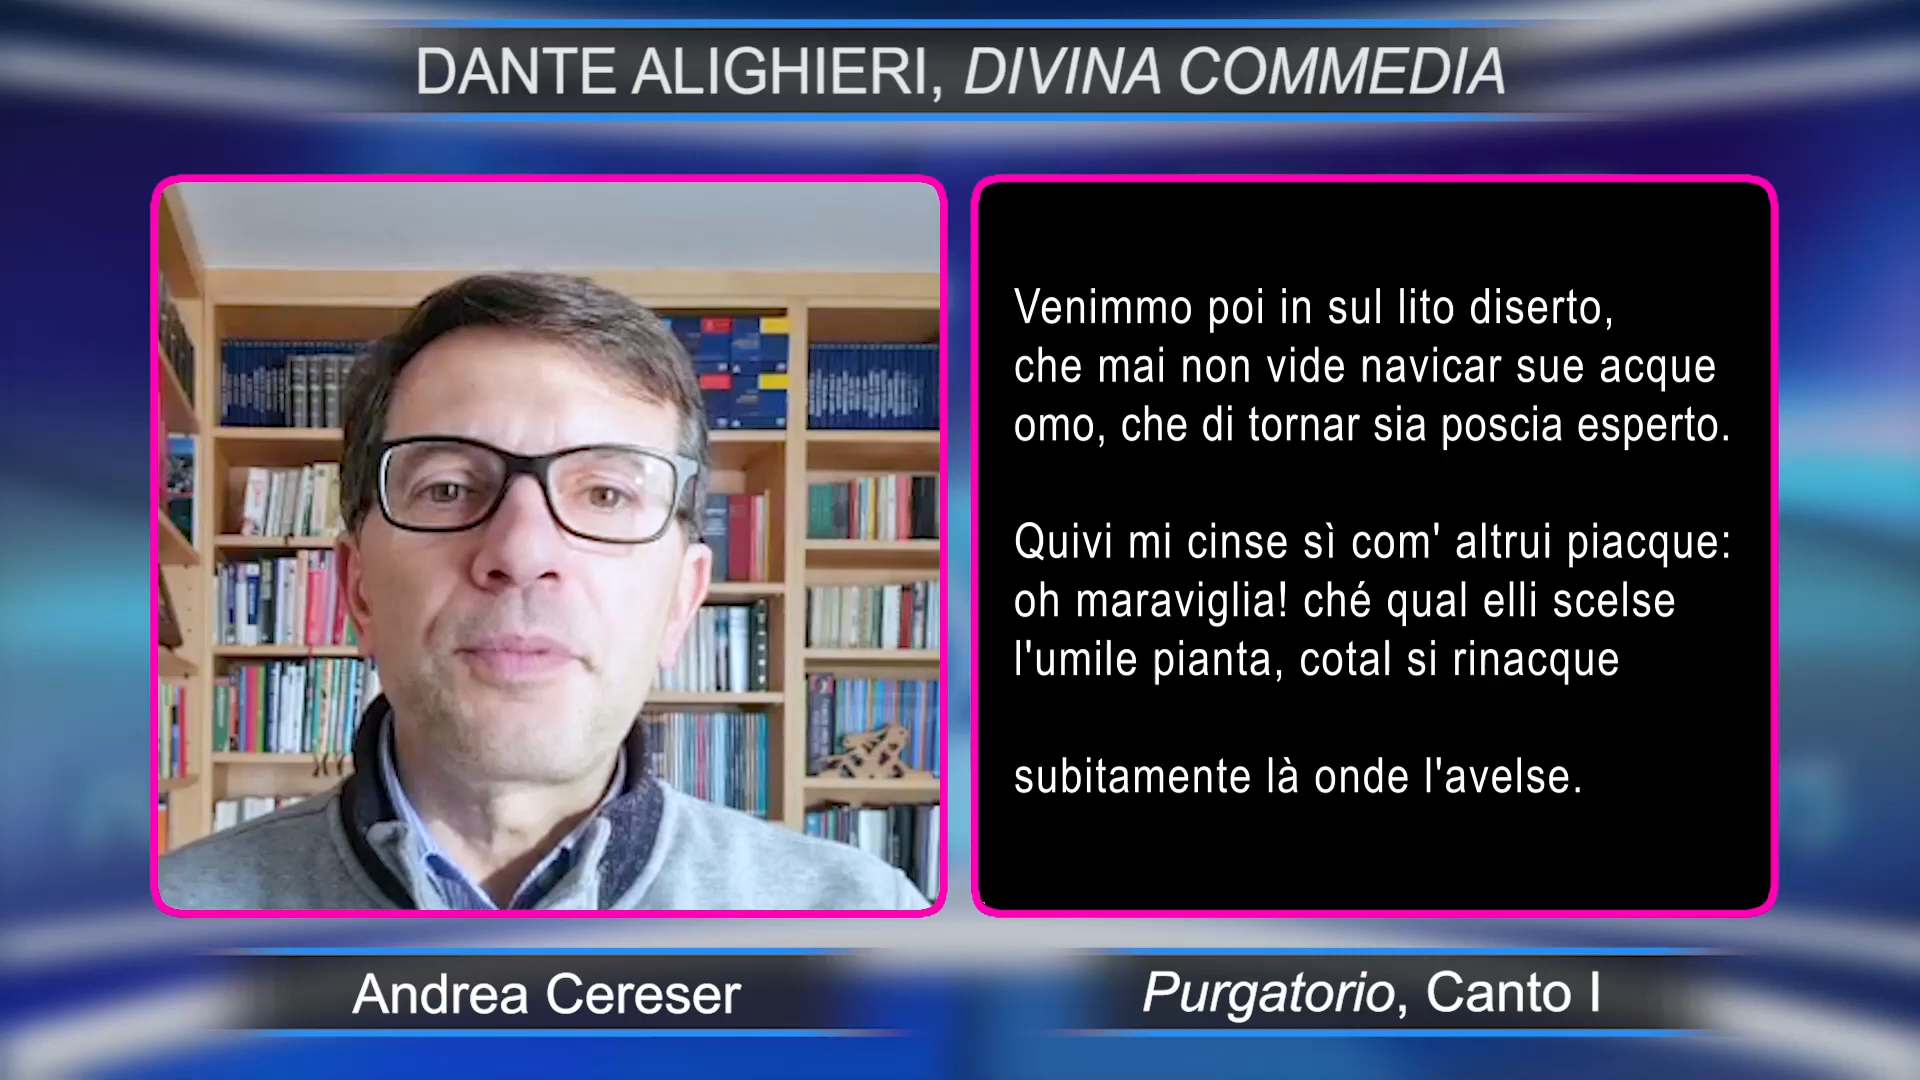 DANTE ALIGHIERI, DIVINA COMMEDIA
Venimmo poi in sul lito diserto,
che mai non vide navicar sue acque
omo, che di tornar sia poscia esperto.
Quivi mi cinse sì com' altrui piacque:
oh maraviglia! ché qual elli scelse
l'umile pianta, cotal si rinacque
subitamente là onde l'avelse.
Andrea Cereser
Purgatorio, Canto I